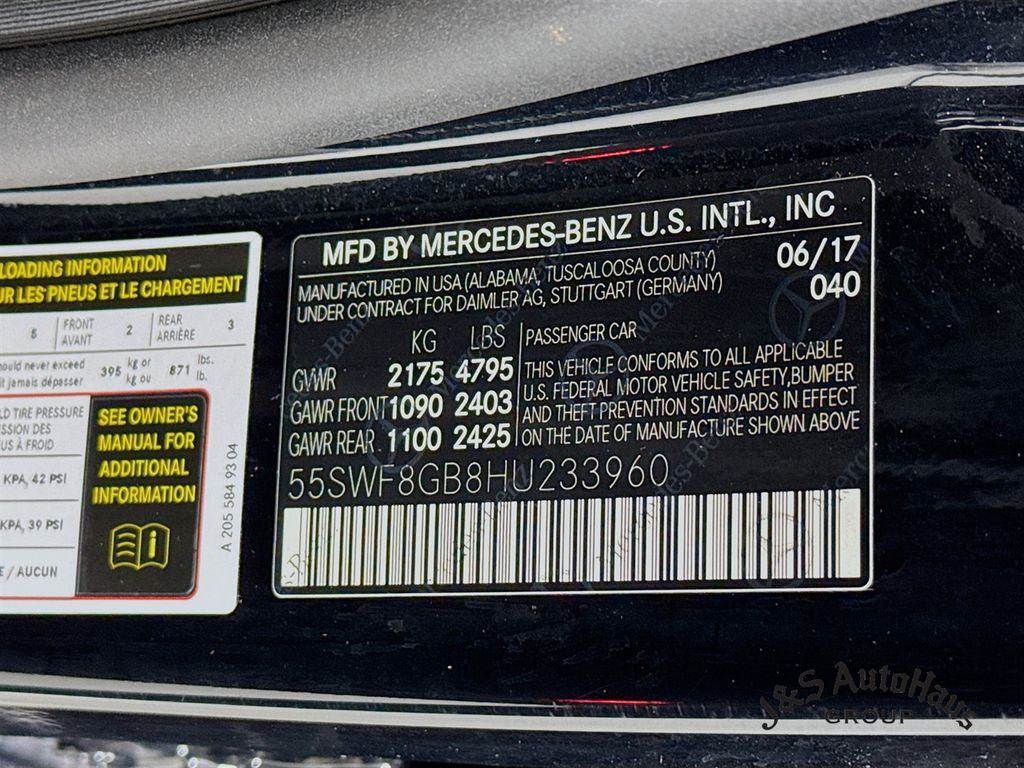 LOADING INFORMATION
UR LES PNEUS ET LE CHARGEMENT
5 FRONT AVANT 2 REAR ARRIÈRE 3
ould never exceed 395 kg or 871 lbs.
it jamais dépasser kg ou lb.
LD TIRE PRESSURE
ESSION DES
US À FROID
KPA, 42 PSI
KPA, 39 PSI
E / AUCUN
SEE OWNER'S
MANUAL FOR
ADDITIONAL
INFORMATION
A 205 584 93 04
MFD BY MERCEDES-BENZ U.S. INTL., INC
MANUFACTURED IN USA (ALABAMA, TUSCALOOSA COUNTY) 06/17
UNDER CONTRACT FOR DAIMLER AG, STUTTGART (GERMANY) 040
KG LBS
GVWR 2175 4795
GAWR FRONT 1090 2403
GAWR REAR 1100 2425
PASSENGER CAR
THIS VEHICLE CONFORMS TO ALL APPLICABLE
U.S. FEDERAL MOTOR VEHICLE SAFETY, BUMPER
AND THEFT PREVENTION STANDARDS IN EFFECT
ON THE DATE OF MANUFACTURE SHOWN ABOVE
55SWF8GB8HU233960
J&S AutoHaus
GROUP